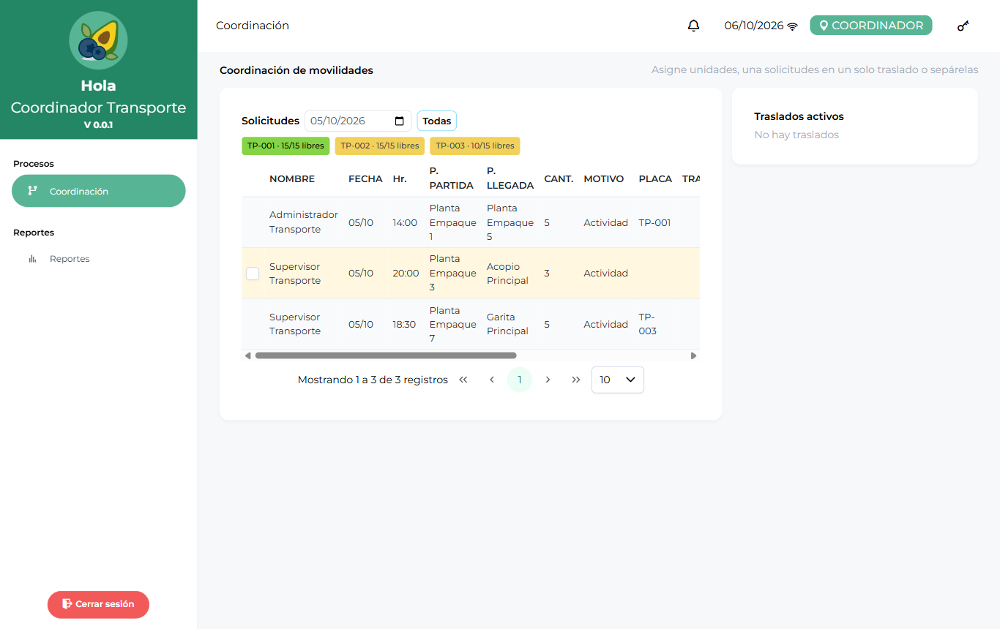 Hola
Coordinador Transporte
V 0.0.1
Procesos
Coordinación
Reportes
Reportes
Cerrar sesión
Coordinación
06/10/2026
COORDINADOR
Coordinación de movilidades
Asigne unidades, una solicitudes en un solo traslado o sepárelas
Solicitudes 05/10/2026 Todas
TP-001 · 15/15 libres TP-002 · 15/15 libres TP-003 · 10/15 libres
NOMBRE FECHA Hr. P. PARTIDA P. LLEGADA CANT. MOTIVO PLACA TRA
Administrador Transporte 05/10 14:00 Planta Empaque 1 Planta Empaque 5 5 Actividad TP-001
Supervisor Transporte 05/10 20:00 Planta Empaque 3 Acopio Principal 3 Actividad
Supervisor Transporte 05/10 18:30 Planta Empaque 7 Garita Principal 5 Actividad TP-003
Mostrando 1 a 3 de 3 registros 1 10
Traslados activos
No hay traslados